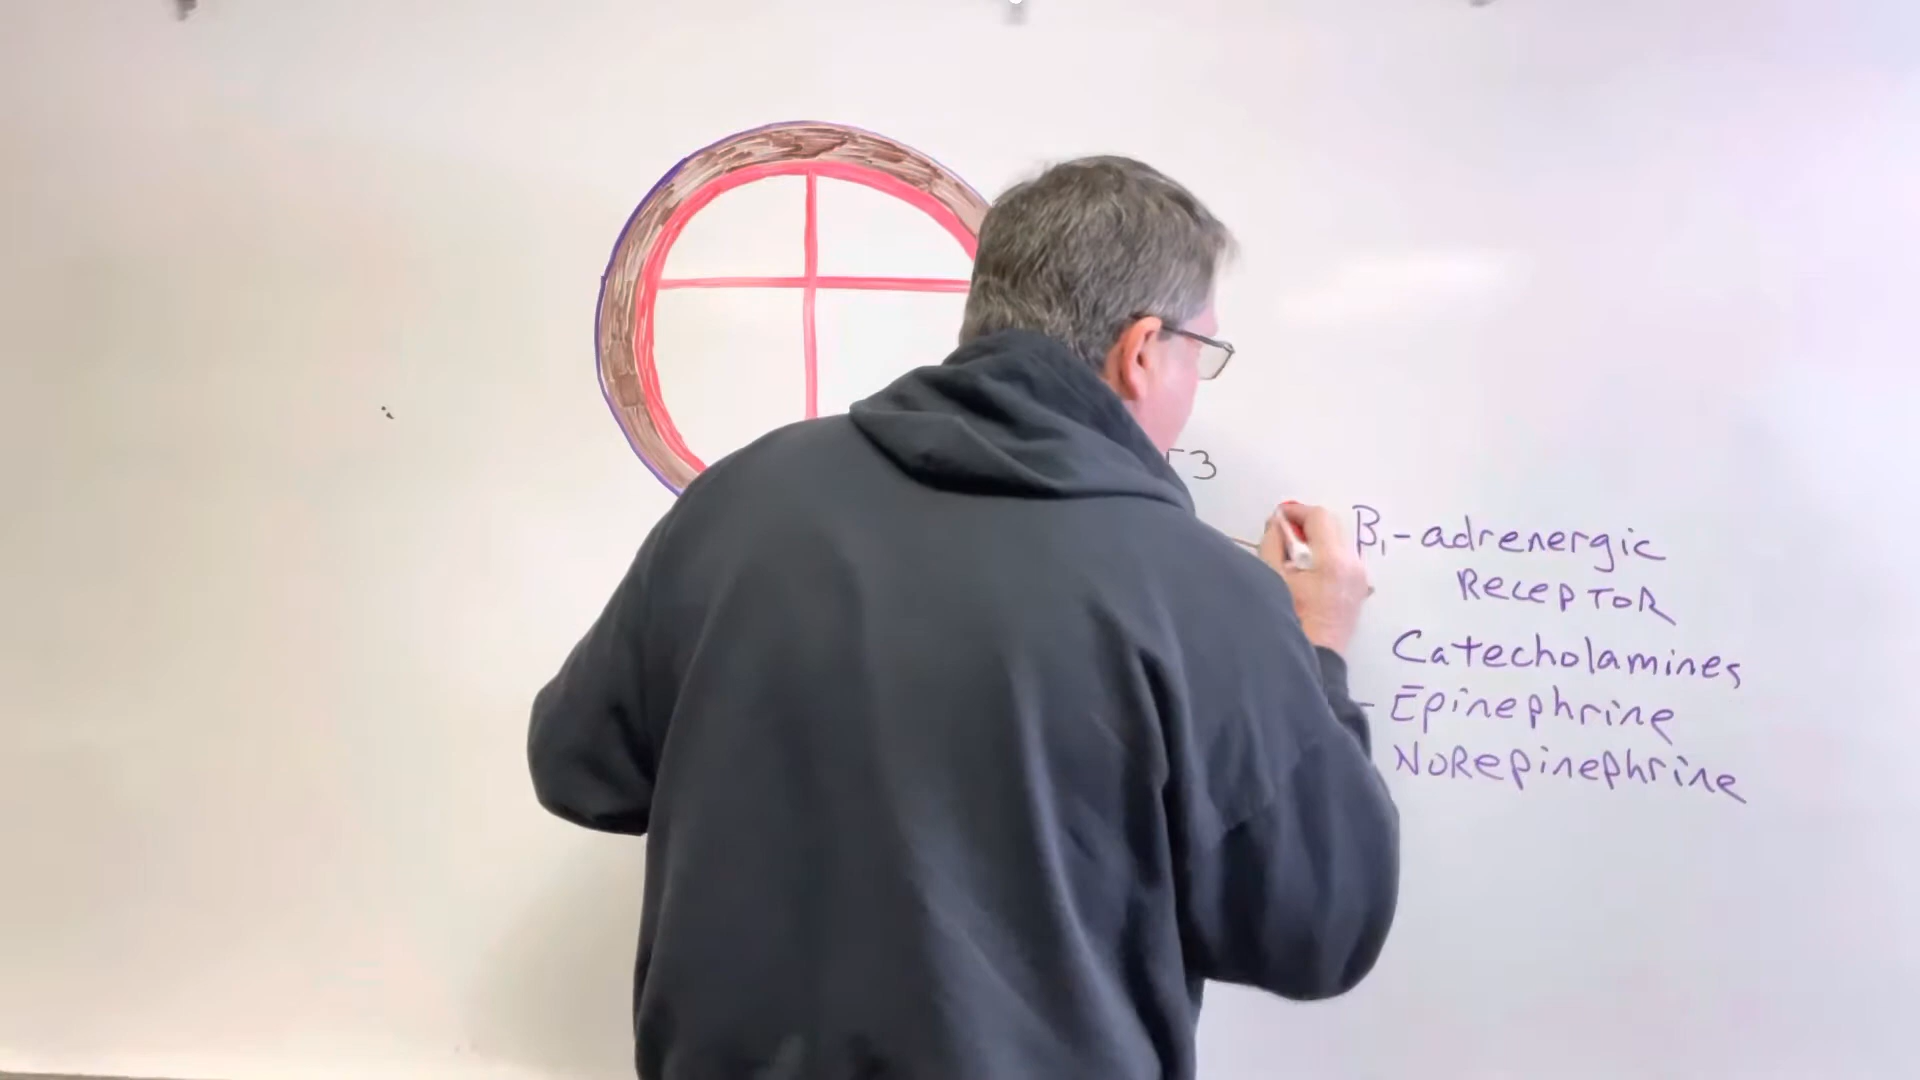 β₁-adrenergic
Receptor
Catecholamines
- Epinephrine
Norepinephrine